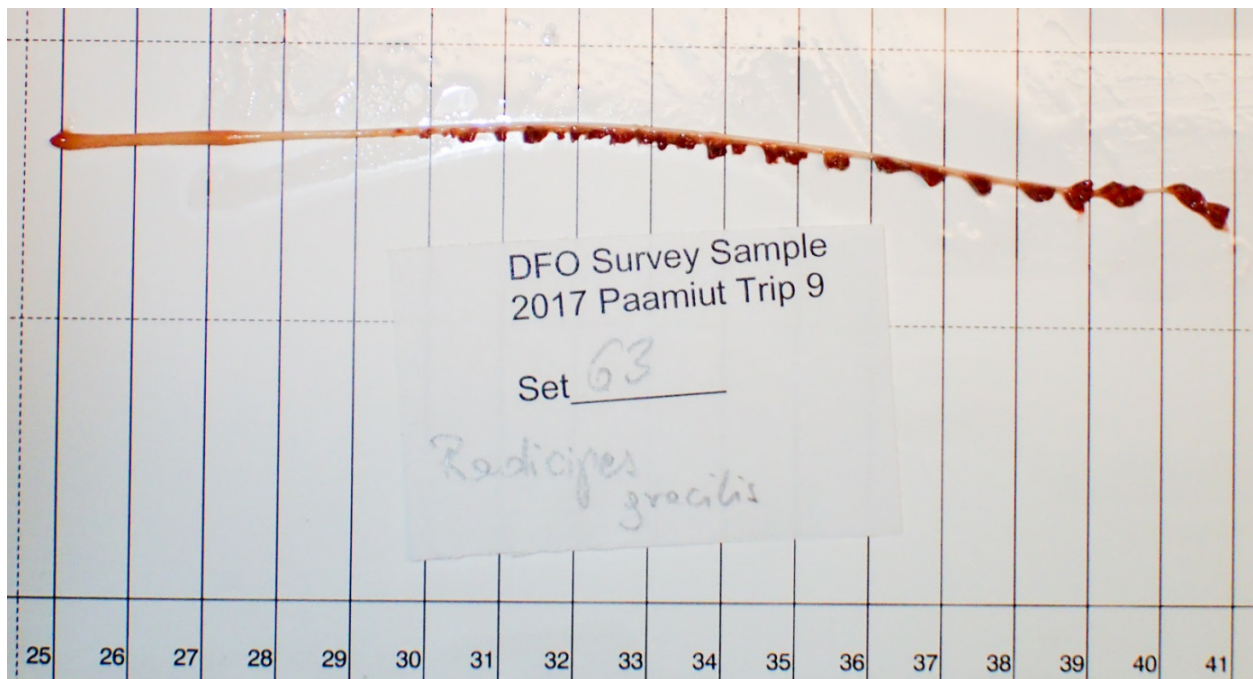 DFO Survey Sample
2017 Paamiut Trip 9
Set 63
Radicipes
gracilis
25 26 27 28 29 30 31 32 33 34 35 36 37 38 39 40 41